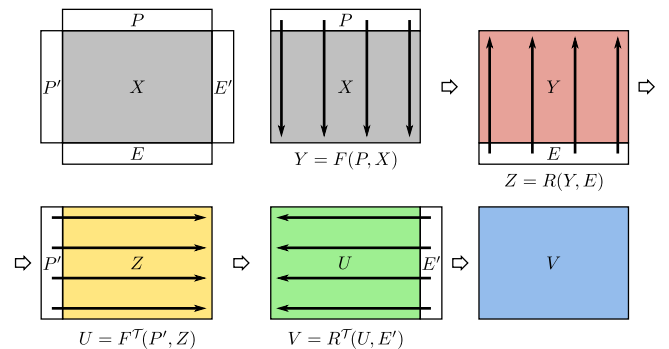 P
P′ X E′
E
P
X
Y = F(P, X)
Y
E
Z = R(Y, E)
P′ Z
U = F^𝒯(P′, Z)
U E′
V = R^𝒯(U, E′)
V